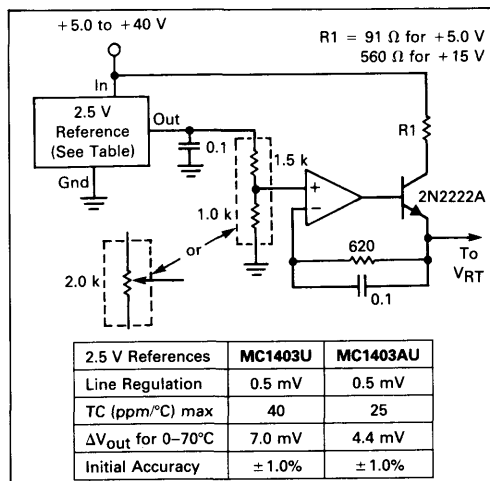 +5.0 to +40 V
R1 = 91 Ω for +5.0 V
560 Ω for +15 V
In
2.5 V
Reference
(See Table)
Out
Gnd
0.1
1.5 k
1.0 k
R1
+
−
2N2222A
or
2.0 k
620
0.1
To
VRT
2.5 V References MC1403U MC1403AU
Line Regulation 0.5 mV 0.5 mV
TC (ppm/°C) max 40 25
ΔVout for 0–70°C 7.0 mV 4.4 mV
Initial Accuracy ±1.0% ±1.0%